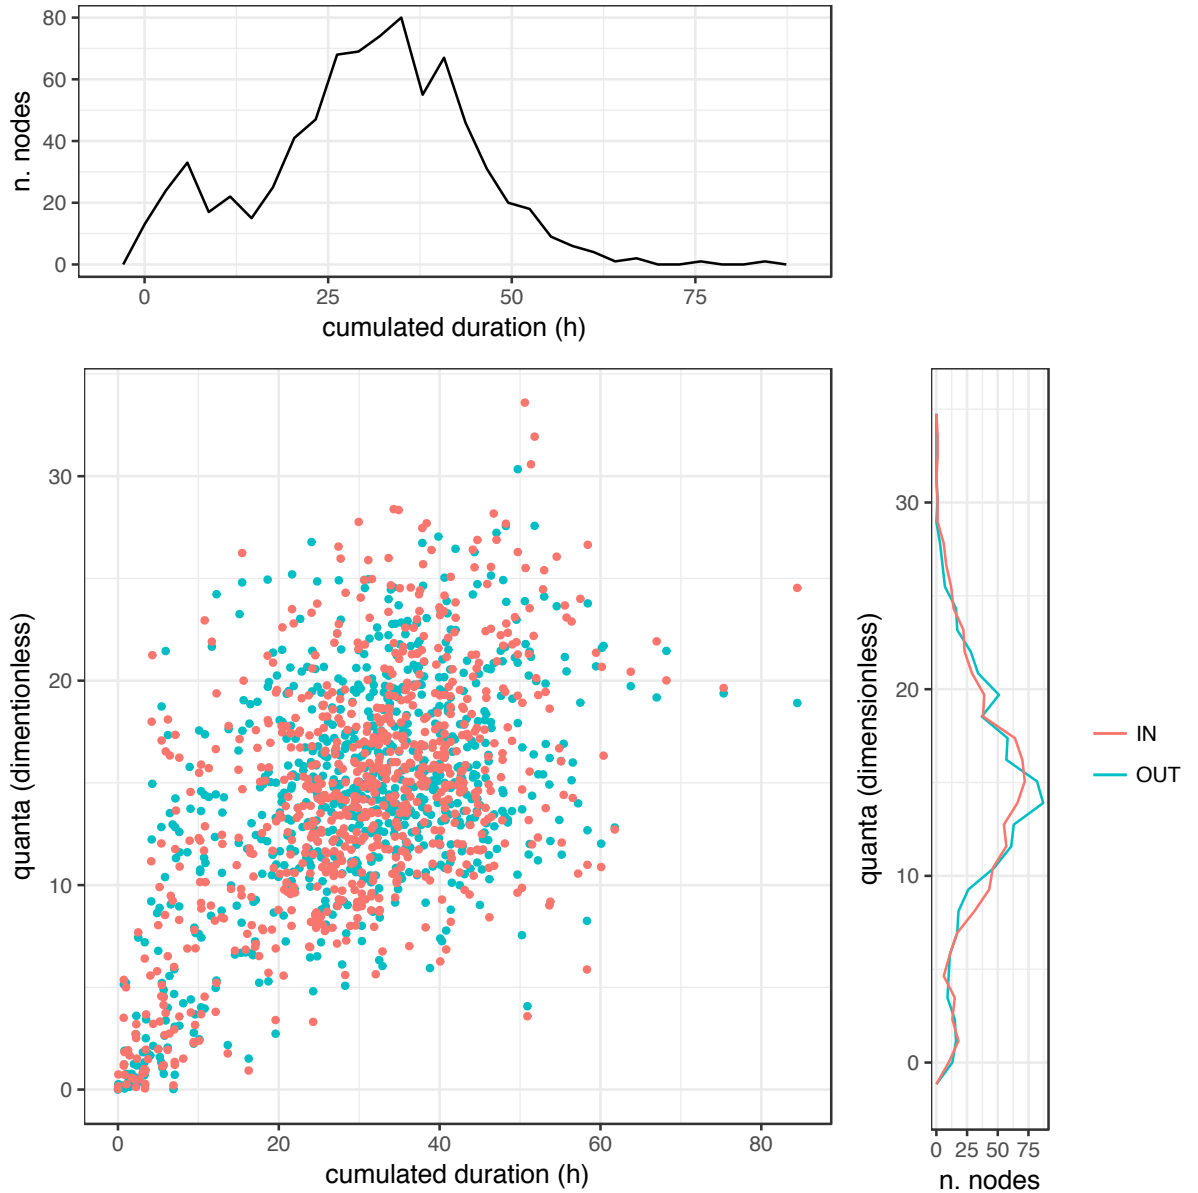 80
60
40
20
0
n. nodes
0 25 50 75
cumulated duration (h)
30
20
10
0
quanta (dimentionless)
0 20 40 60 80
cumulated duration (h)
30
20
10
0
quanta (dimensionless)
0 25 50 75
n. nodes
IN
OUT